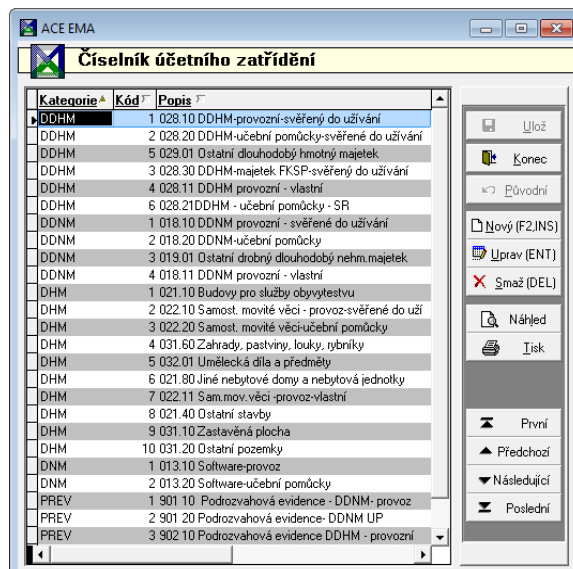 ACE EMA
Číselník účetního zatřídění
Kategorie Kód Popis
DDHM 1 028.10 DDHM-provozní-svěřený do užívání
DDHM 2 028.20 DDHM-učební pomůcky-svěřené do užívání
DDHM 5 029.01 Ostatní dlouhodobý hmotný majetek
DDHM 3 028.30 DDHM-majetek FKSP-svěřený do užívání
DDHM 4 028.11 DDHM provozní - vlastní
DDHM 6 028.21DDHM - učební pomůcky - SR
DDNM 1 018.10 DDNM provozní - svěřené do užívání
DDNM 2 018.20 DDNM-učební pomůcky
DDNM 3 019.01 Ostatní drobný dlouhodobý nehm.majetek
DDNM 4 018.11 DDNM provozní - vlastní
DHM 1 021.10 Budovy pro služby obyvytestvu
DHM 2 022.10 Samost. movité věci - provoz-svěřené do uží
DHM 3 022.20 Samost. movité věci-učební pomůcky
DHM 4 031.60 Zahrady, pastviny, louky, rybníky
DHM 5 032.01 Umělecká díla a předměty
DHM 6 021.80 Jiné nebytové domy a nebytová jednotky
DHM 7 022.11 Sam.mov.věci -provoz-vlastní
DHM 8 021.40 Ostatní stavby
DHM 9 031.10 Zastavěná plocha
DHM 10 031.20 Ostatní pozemky
DNM 1 013.10 Software-provoz
DNM 2 013.20 Software-učební pomůcky
PREV 1 901 10 Podrozvahová evidence - DDNM- provoz
PREV 2 901 20 Podrozvahová evidence- DDNM UP
PREV 3 902 10 Podrozvahová evidence DDHM - provozní
Ulož
Konec
Původní
Nový (F2,INS)
Uprav (ENT)
Smaž (DEL)
Náhled
Tisk
První
Předchozí
Následující
Poslední